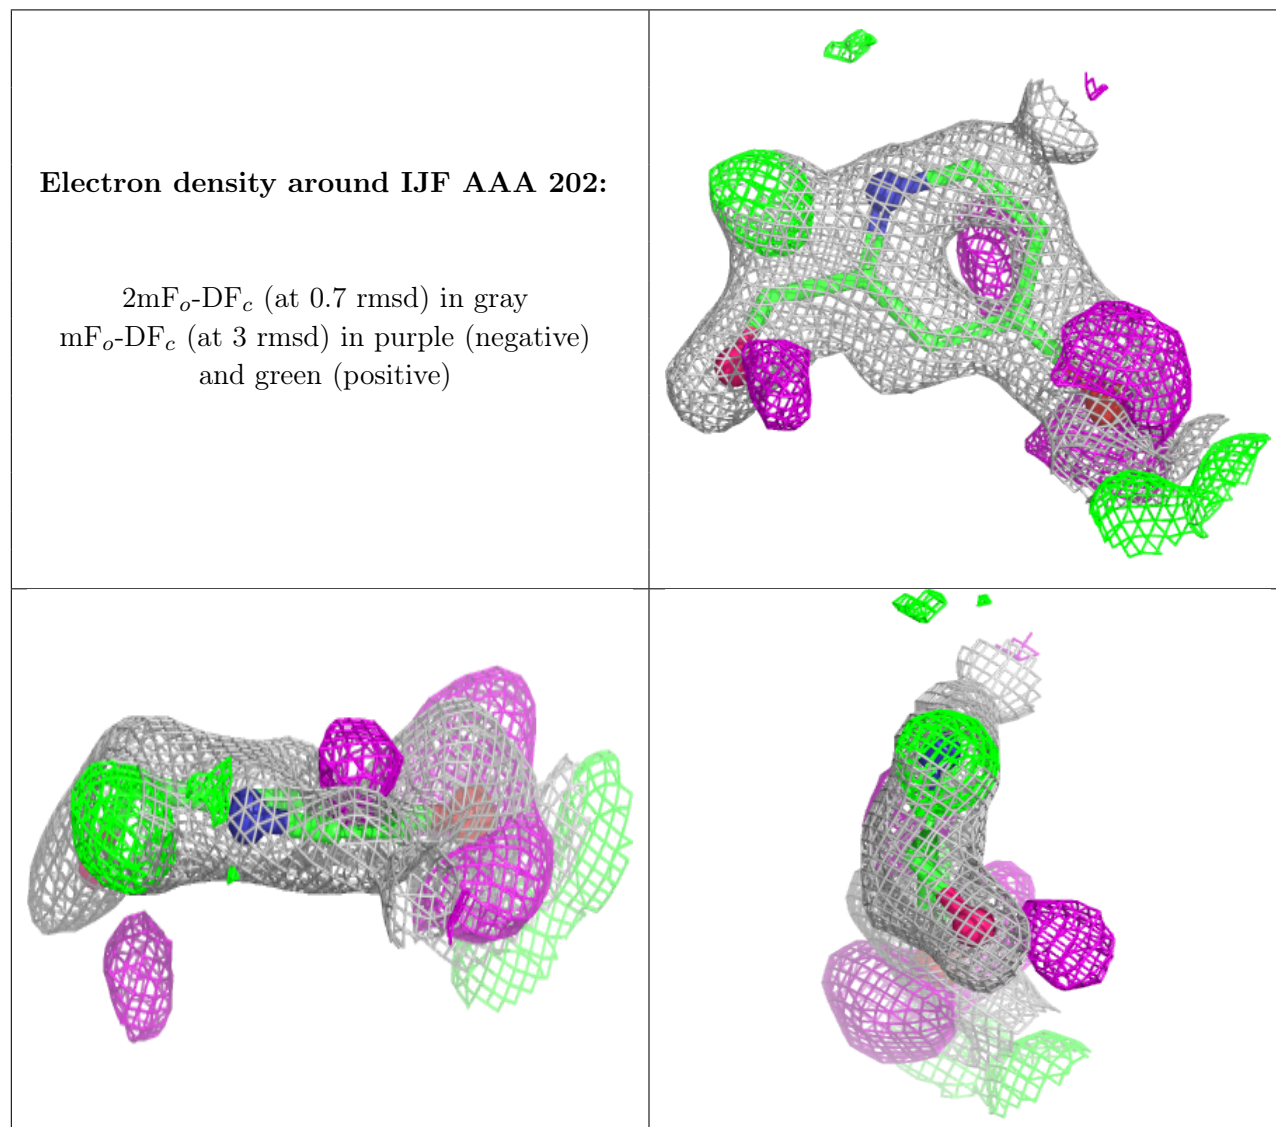 Electron density around IJF AAA 202:
2mFo-DFc (at 0.7 rmsd) in gray
mFo-DFc (at 3 rmsd) in purple (negative)
and green (positive)